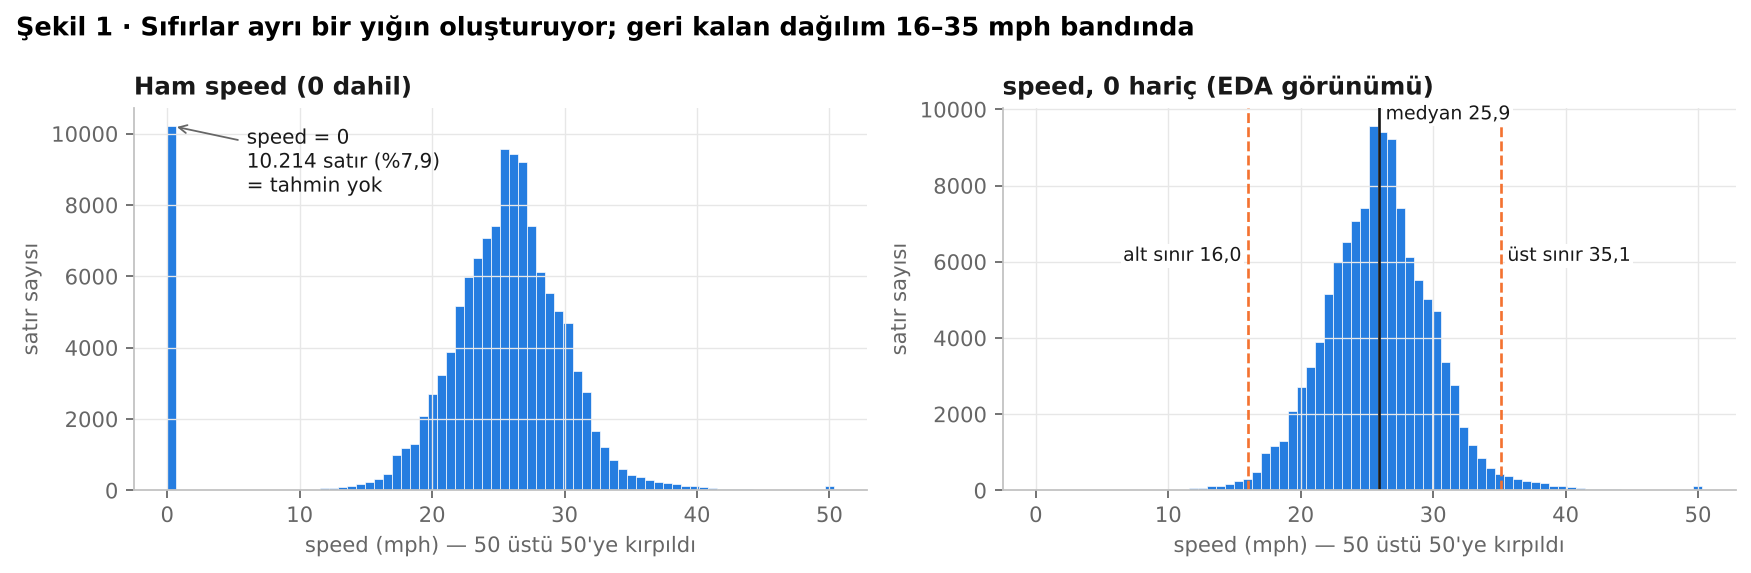 Şekil 1 · Sıfırlar ayrı bir yığın oluşturuyor; geri kalan dağılım 16–35 mph bandında
Ham speed (0 dahil)
satır sayısı
10000
8000
6000
4000
2000
0
speed = 0
10.214 satır (%7,9)
= tahmin yok
0 10 20 30 40 50
speed (mph) — 50 üstü 50'ye kırpıldı
speed, 0 hariç (EDA görünümü)
satır sayısı
10000
8000
6000
4000
2000
0
medyan 25,9
alt sınır 16,0
üst sınır 35,1
0 10 20 30 40 50
speed (mph) — 50 üstü 50'ye kırpıldı